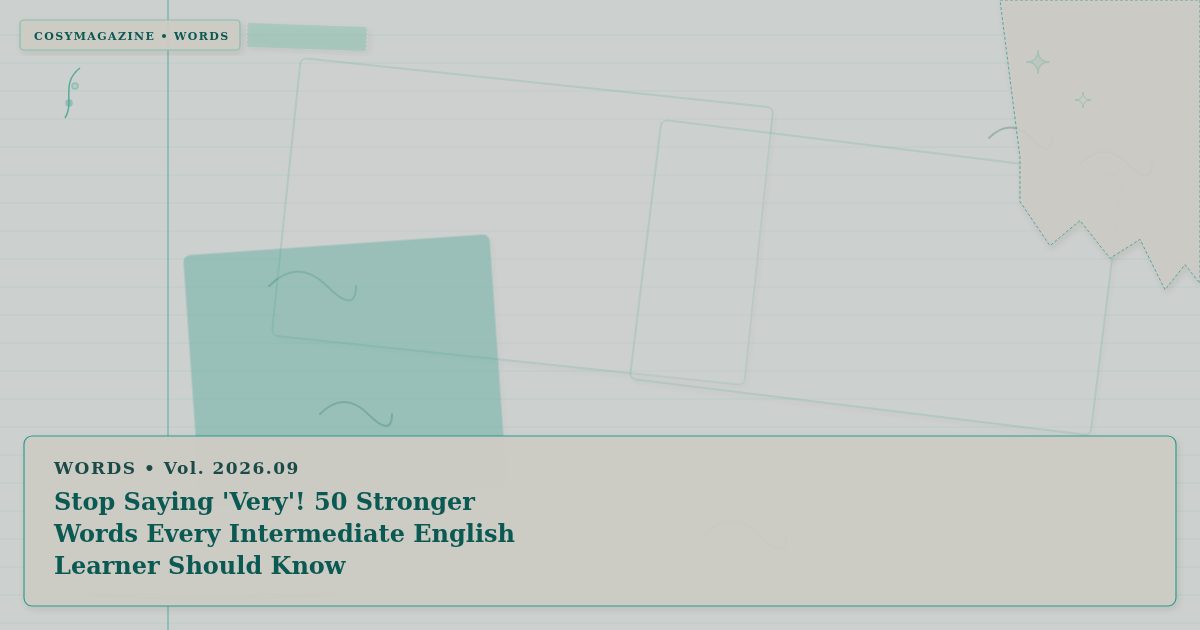 COSYMAGAZINE • WORDS
WORDS • Vol. 2026.09
Stop Saying 'Very'! 50 Stronger
Words Every Intermediate English
Learner Should Know